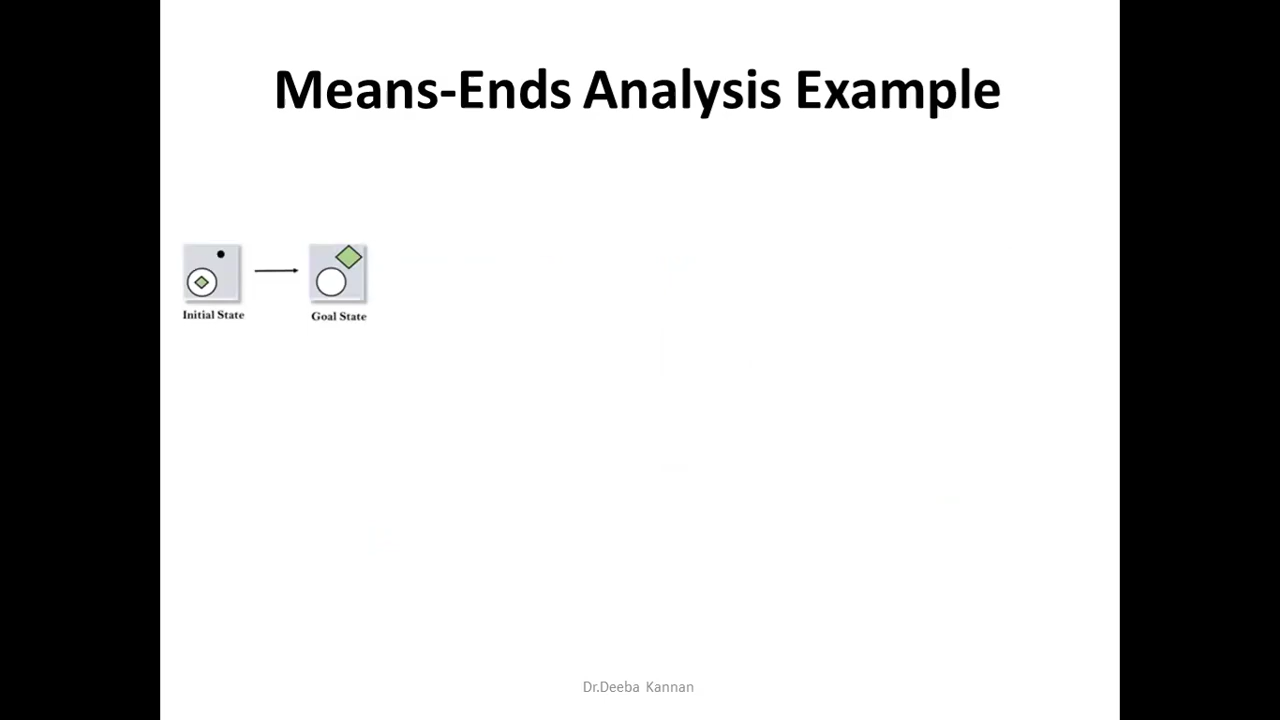 Means-Ends Analysis Example
Initial State
Goal State
Dr.Deeba Kannan